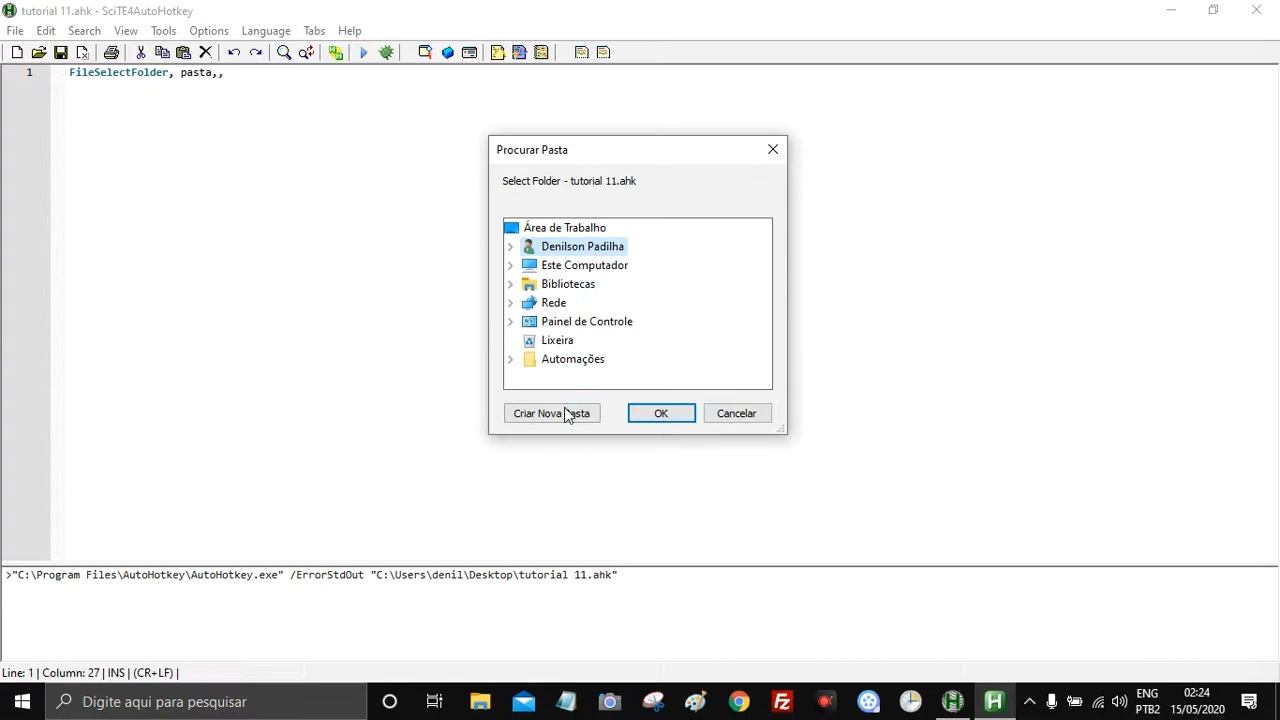 tutorial 11.ahk - SciTE4AutoHotkey
File Edit Search View Tools Options Language Tabs Help
1 FileSelectFolder, pasta,,
Procurar Pasta
Select Folder - tutorial 11.ahk
Área de Trabalho
Denilson Padilha
Este Computador
Bibliotecas
Rede
Painel de Controle
Lixeira
Automações
Criar Nova Pasta OK Cancelar
>"C:\Program Files\AutoHotkey\AutoHotkey.exe" /ErrorStdOut "C:\Users\denil\Desktop\tutorial 11.ahk"
Line: 1 | Column: 27 | INS | (CR+LF) |
Digite aqui para pesquisar
ENG 02:24
PTB2 15/05/2020